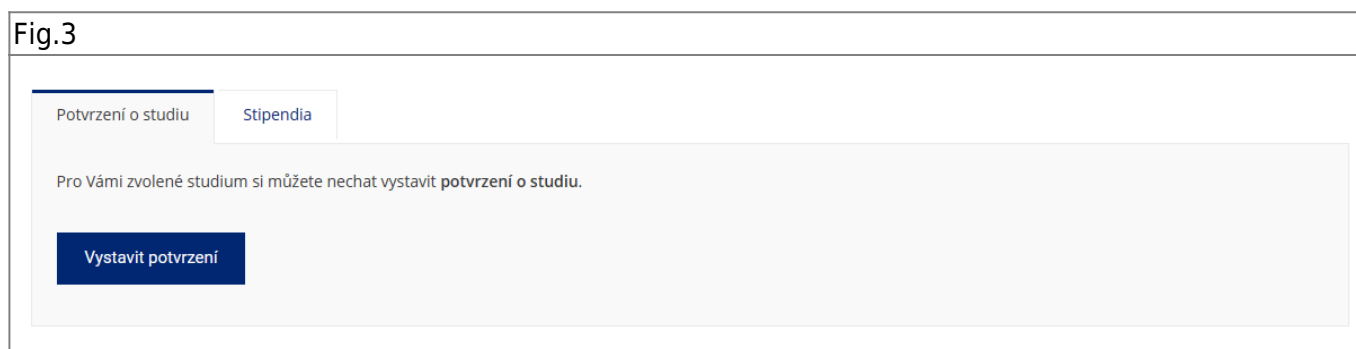 Fig.3
Potvrzení o studiu
Stipendia
Pro Vámi zvolené studium si můžete nechat vystavit potvrzení o studiu.
Vystavit potvrzení